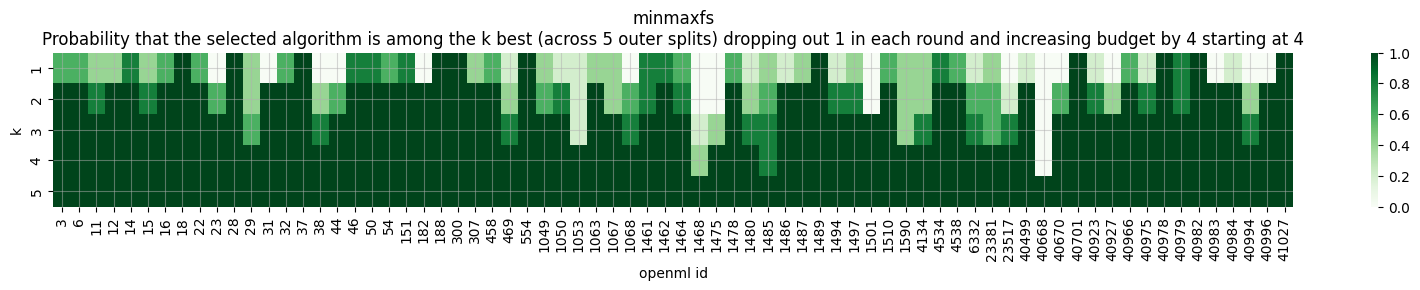 minmaxfs
Probability that the selected algorithm is among the k best (across 5 outer splits) dropping out 1 in each round and increasing budget by 4 starting at 4
k
1
2
3
4
5
3 6 11 12 14 15 16 18 22 23 28 29 31 32 37 38 44 46 50 54 151 182 188 300 307 458 469 554 1049 1050 1053 1063 1067 1068 1461 1462 1464 1468 1475 1478 1480 1485 1486 1487 1489 1494 1497 1501 1510 1590 4134 4534 4538 6332 23381 23517 40499 40668 40670 40701 40923 40927 40966 40975 40978 40979 40982 40983 40984 40994 40996 41027
openml id
1.0
0.8
0.6
0.4
0.2
0.0